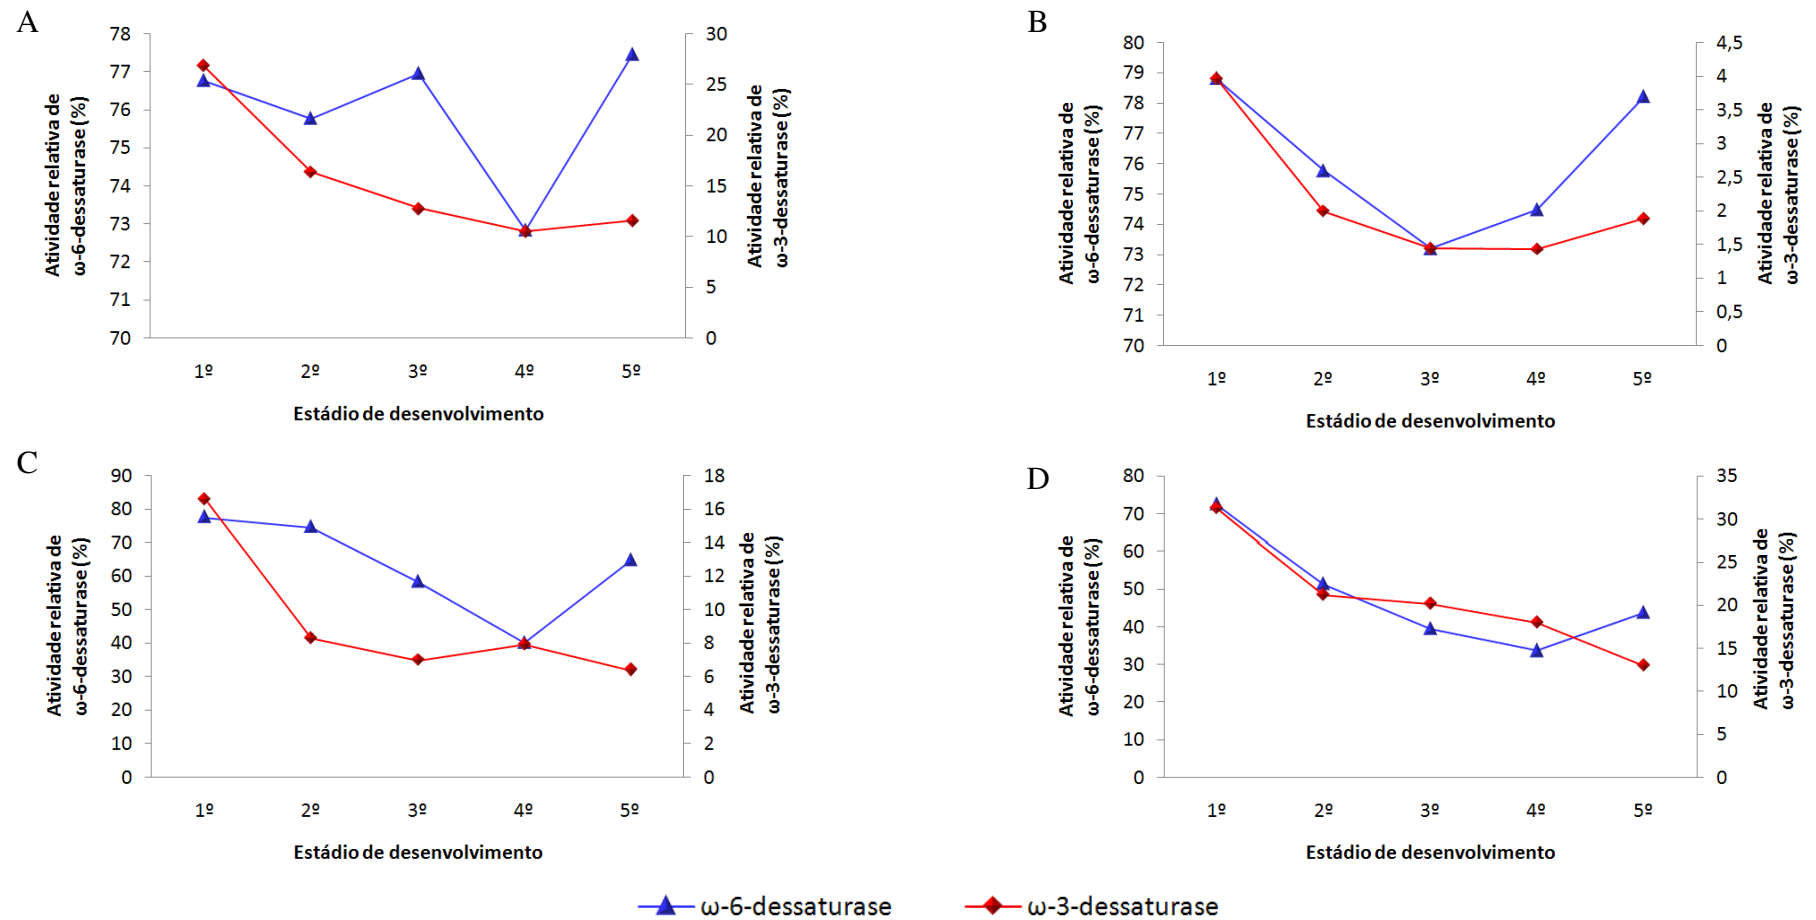 A
78
77
76
75
74
73
72
71
70
Atividade relativa de
ω-6-dessaturase (%)
30
25
20
15
10
5
0
Atividade relativa de
ω-3-dessaturase (%)
1º 2º 3º 4º 5º
Estádio de desenvolvimento
B
80
79
78
77
76
75
74
73
72
71
70
Atividade relativa de
ω-6-dessaturase (%)
4,5
4
3,5
3
2,5
2
1,5
1
0,5
0
Atividade relativa de
ω-3-dessaturase (%)
1º 2º 3º 4º 5º
Estádio de desenvolvimento
C
90
80
70
60
50
40
30
20
10
0
Atividade relativa de
ω-6-dessaturase (%)
18
16
14
12
10
8
6
4
2
0
Atividade relativa de
ω-3-dessaturase (%)
1º 2º 3º 4º 5º
Estádio de desenvolvimento
D
80
70
60
50
40
30
20
10
0
Atividade relativa de
ω-6-dessaturase (%)
35
30
25
20
15
10
5
0
Atividade relativa de
ω-3-dessaturase (%)
1º 2º 3º 4º 5º
Estádio de desenvolvimento
ω-6-dessaturase ω-3-dessaturase